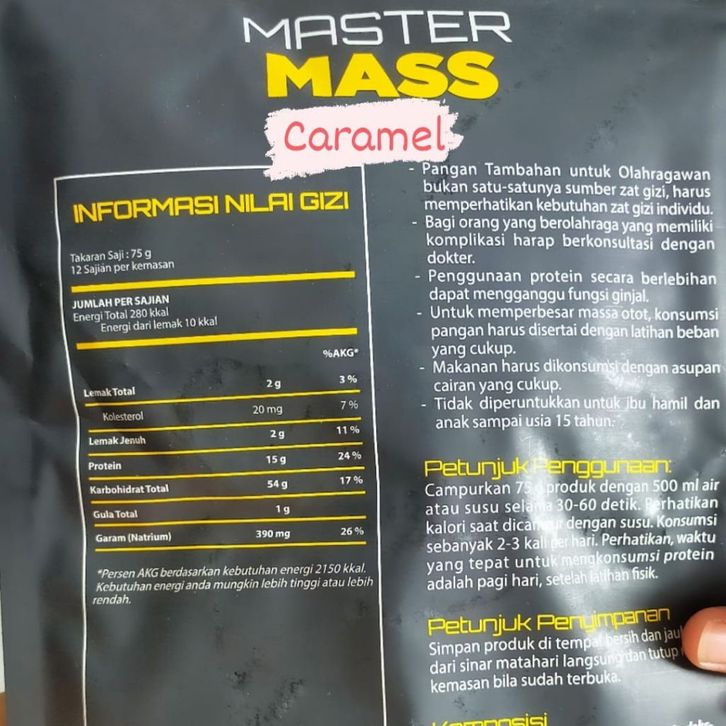 MASTER
MASS
Caramel
INFORMASI NILAI GIZI
Takaran Saji : 75 g
12 Sajian per kemasan
JUMLAH PER SAJIAN
Energi Total 280 kkal
Energi dari lemak 10 kkal
%AKG*
Lemak Total 2 g 3 %
Kolesterol 20 mg 7 %
Lemak Jenuh 2 g 11 %
Protein 15 g 24 %
Karbohidrat Total 54 g 17 %
Gula Total 1 g
Garam (Natrium) 390 mg 26 %
*Persen AKG berdasarkan kebutuhan energi 2150 kkal.
Kebutuhan energi anda mungkin lebih tinggi atau lebih
rendah.
- Pangan Tambahan untuk Olahragawan
bukan satu-satunya sumber zat gizi, harus
memperhatikan kebutuhan zat gizi individu.
- Bagi orang yang berolahraga yang memiliki
komplikasi harap berkonsultasi dengan
dokter.
- Penggunaan protein secara berlebihan
dapat mengganggu fungsi ginjal.
- Untuk memperbesar massa otot, konsumsi
pangan harus disertai dengan latihan beban
yang cukup.
- Makanan harus dikonsumsi dengan asupan
cairan yang cukup.
- Tidak diperuntukkan untuk ibu hamil dan
anak sampai usia 15 tahun.
Petunjuk Penggunaan:
Campurkan 75 g produk dengan 500 ml air
atau susu selama 30-60 detik. Perhatikan
kalori saat dicampur dengan susu. Konsumsi
sebanyak 2-3 kali per hari. Perhatikan, waktu
yang tepat untuk mengkonsumsi protein
adalah pagi hari, setelah latihan fisik.
Petunjuk Penyimpanan
Simpan produk di tempat bersih dan
dari sinar matahari langsung dan tutup
kemasan bila sudah terbuka.
Komposisi